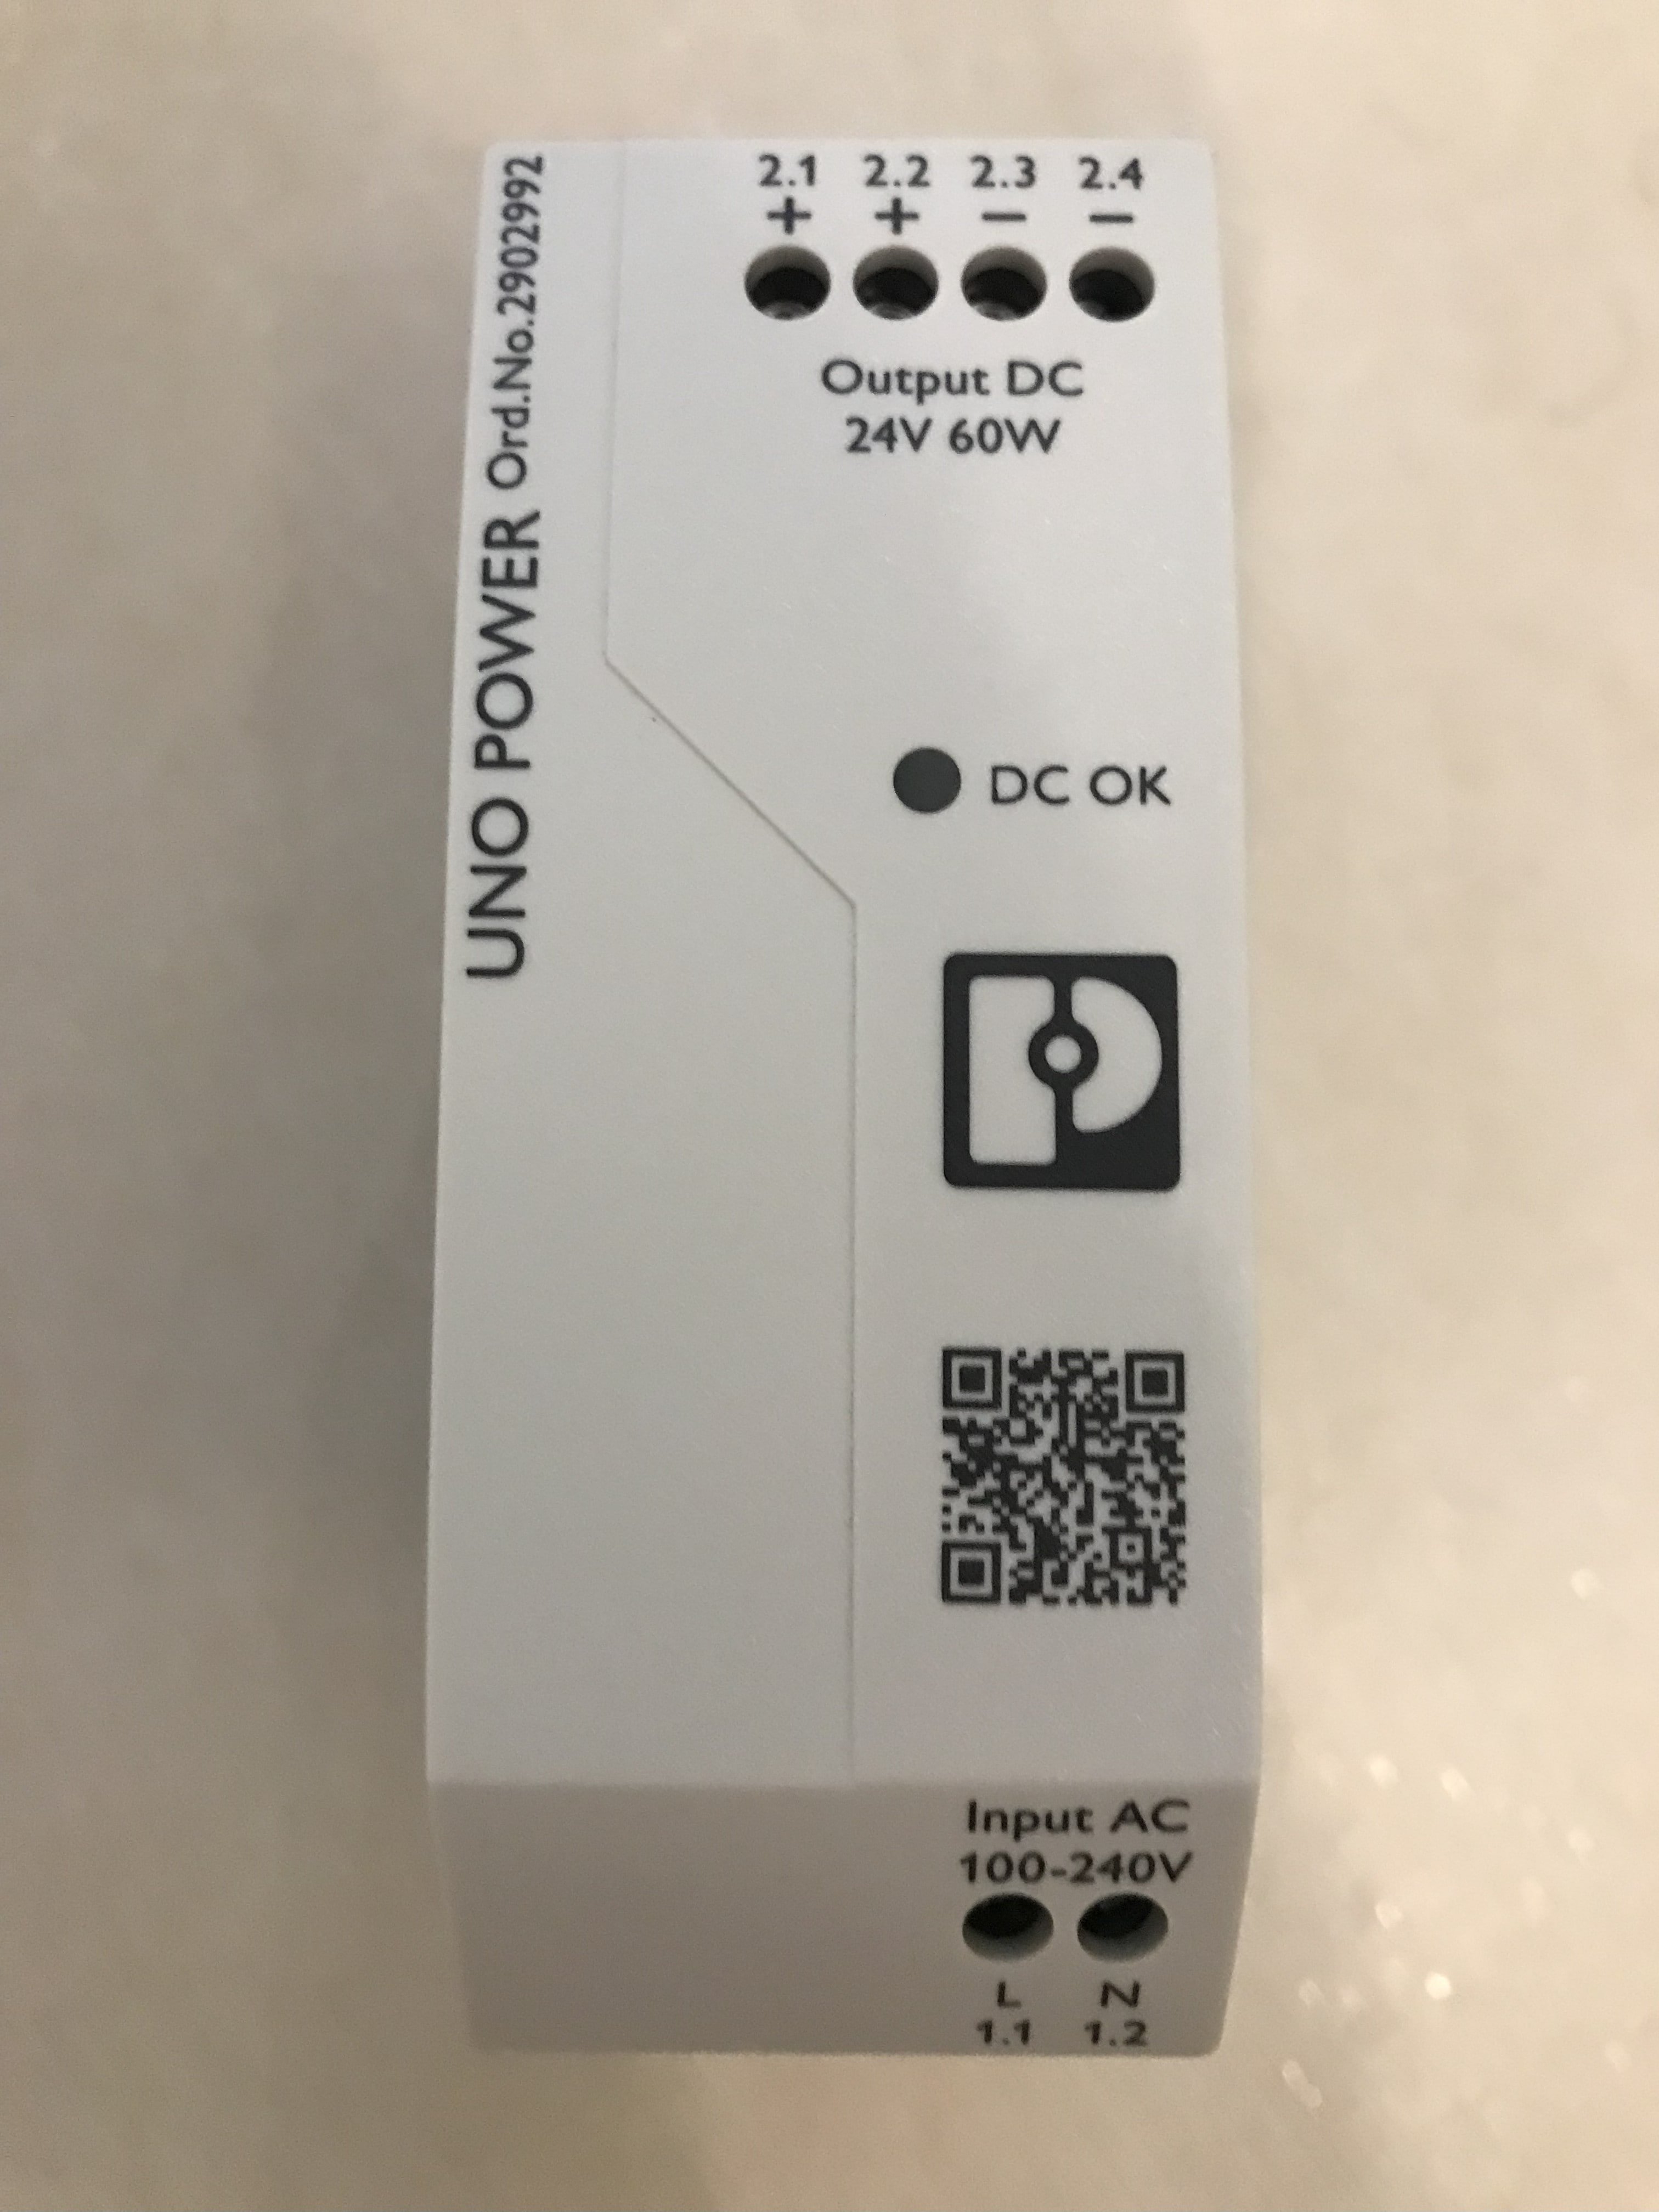 UNO POWER Ord.No.2902992
2.1 2.2 2.3 2.4
+ + − −
Output DC
24V 60W
DC OK
Input AC
100-240V
L N
1.1 1.2